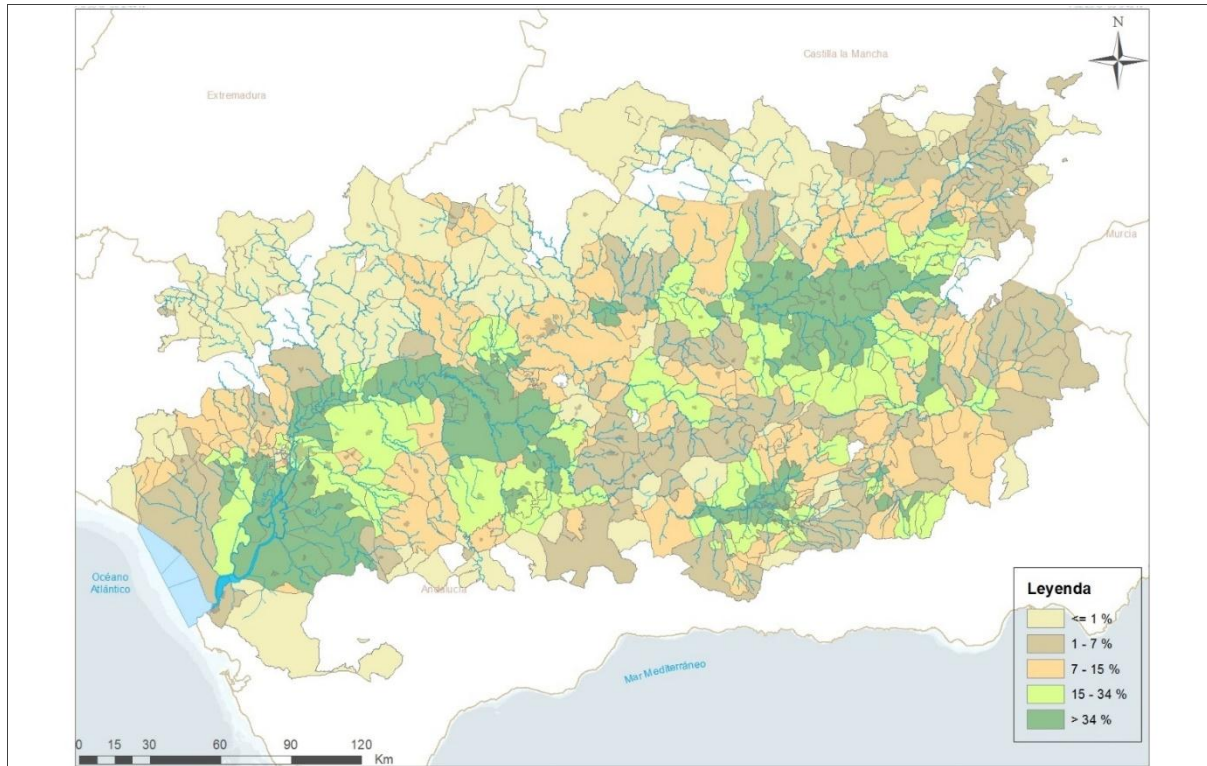 N
Castilla la Mancha
Extremadura
Murcia
Océano
Atlántico
Andalucía
Mar Mediterráneo
Leyenda
<= 1 %
1 - 7 %
7 - 15 %
15 - 34 %
> 34 %
0 15 30 60 90 120
Km